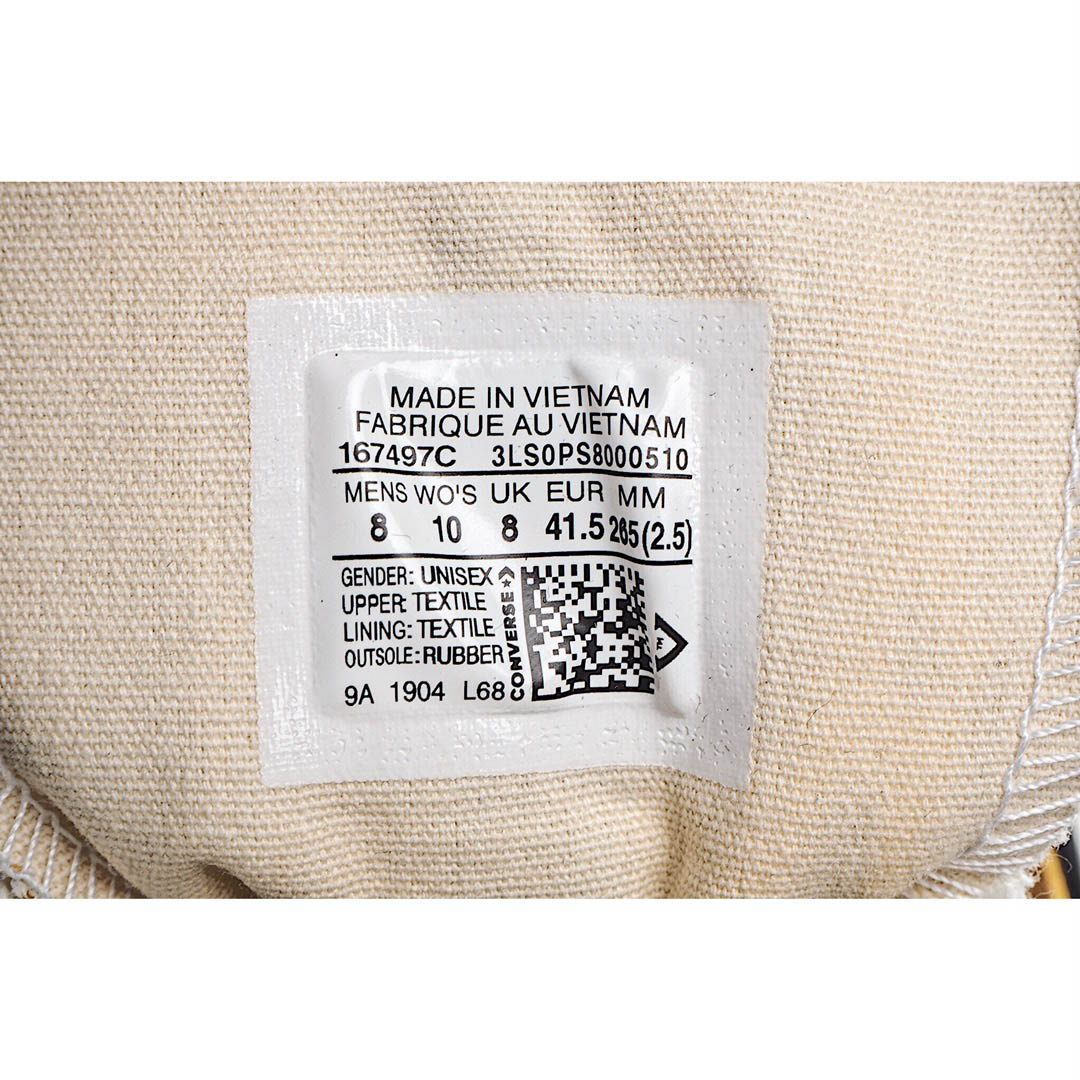 MADE IN VIETNAM
FABRIQUE AU VIETNAM
167497C 3LS0PS8000510
MENS WO'S UK EUR MM
8 10 8 41.5 265(2.5)
GENDER: UNISEX
UPPER: TEXTILE
LINING: TEXTILE
OUTSOLE: RUBBER
9A 1904 L68
CONVERSE